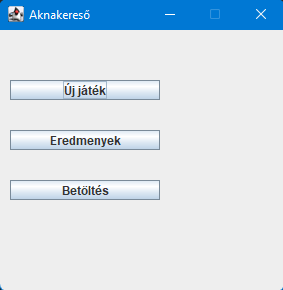 Aknakereső
Új játék
Eredmenyek
Betöltés